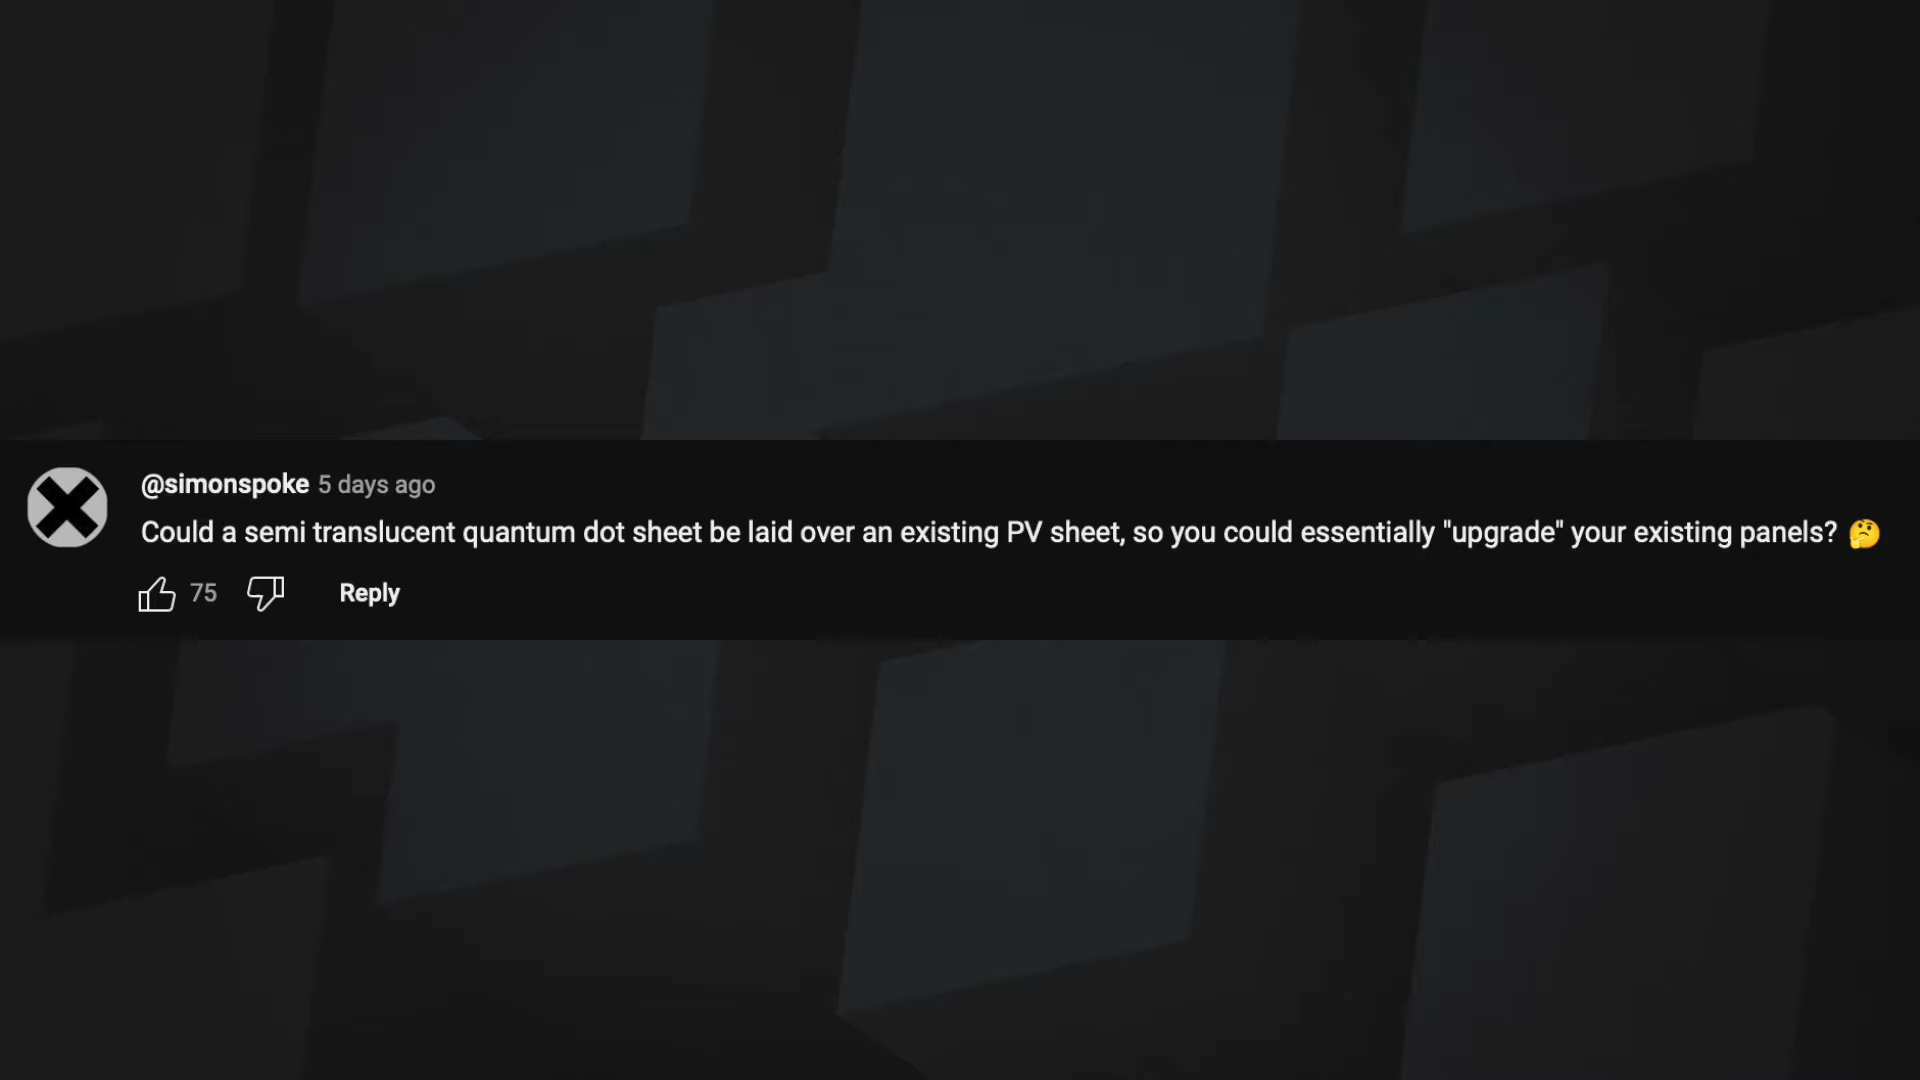 @simonspoke 5 days ago
Could a semi translucent quantum dot sheet be laid over an existing PV sheet, so you could essentially "upgrade" your existing panels? 🤔
75 Reply